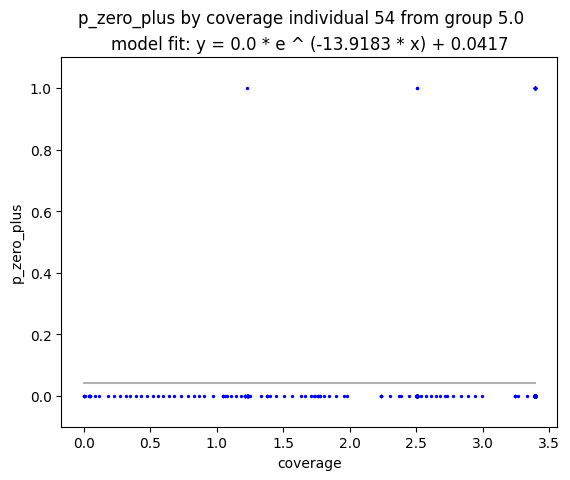 p_zero_plus by coverage individual 54 from group 5.0
model fit: y = 0.0 * e ^ (-13.9183 * x) + 0.0417
1.0
0.8
0.6
0.4
0.2
0.0
p_zero_plus
0.0 0.5 1.0 1.5 2.0 2.5 3.0 3.5
coverage